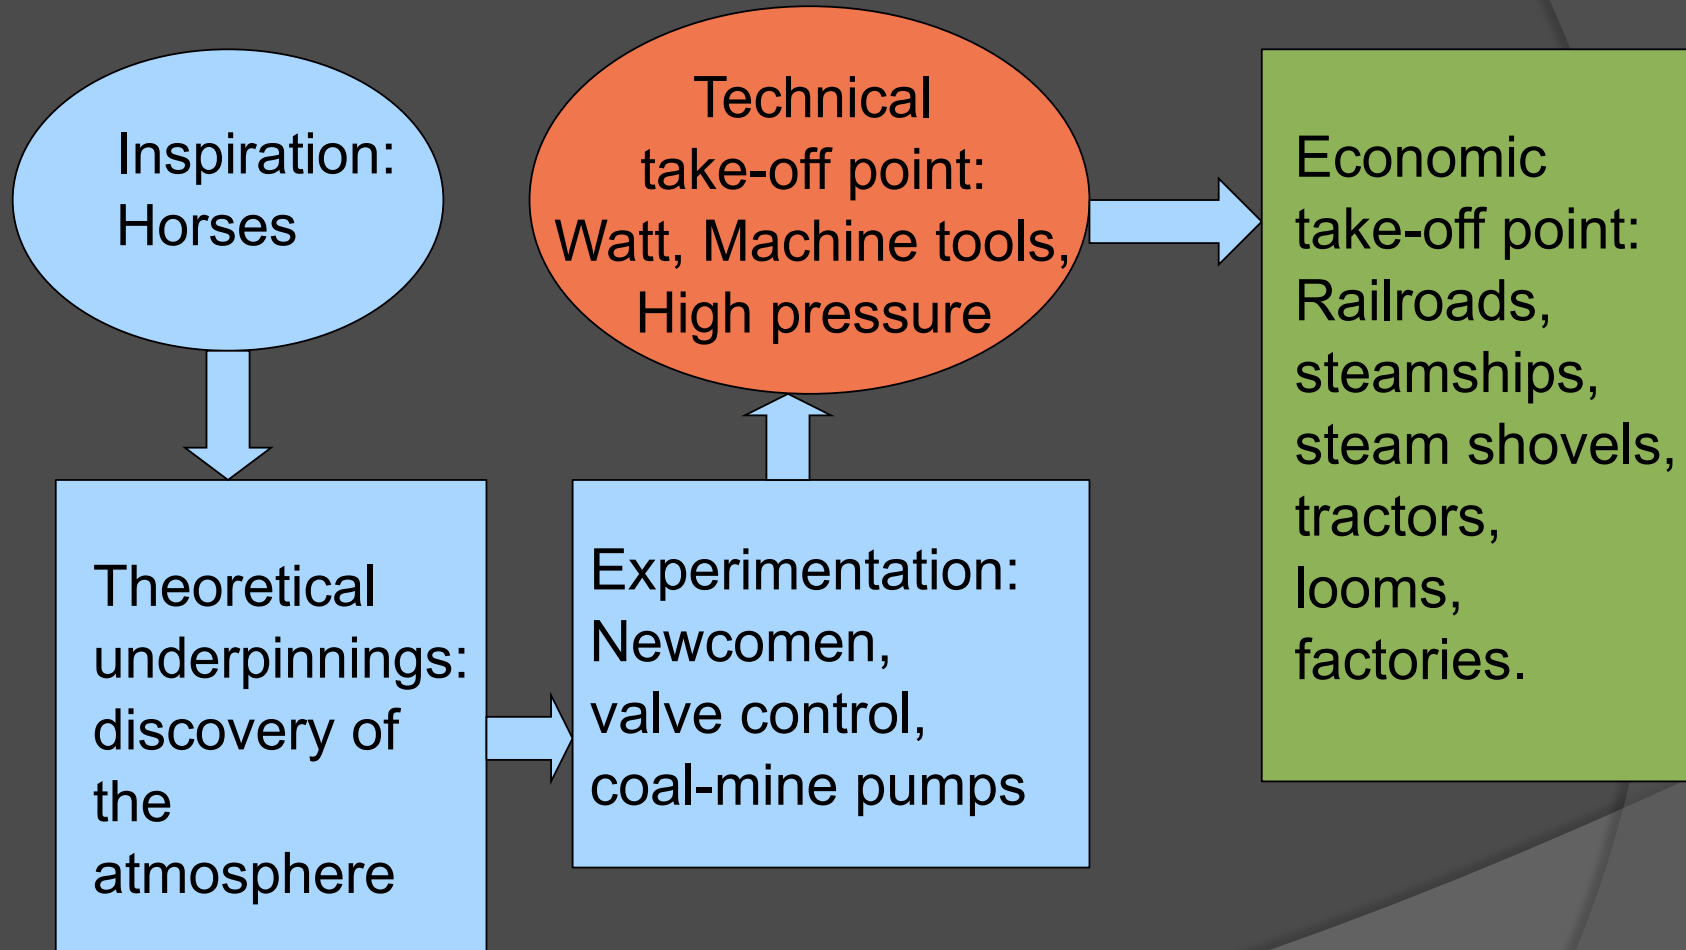 Inspiration:
Horses
Theoretical
underpinnings:
discovery of
the
atmosphere
Experimentation:
Newcomen,
valve control,
coal-mine pumps
Technical
take-off point:
Watt, Machine tools,
High pressure
Economic
take-off point:
Railroads,
steamships,
steam shovels,
tractors,
looms,
factories.